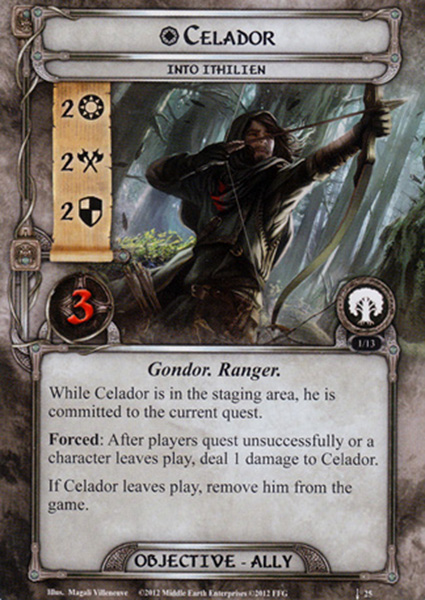 CELADOR
INTO ITHILIEN
2
2
2
3
1/13
Gondor. Ranger.
While Celador is in the staging area, he is
committed to the current quest.
Forced: After players quest unsuccessfully or a
character leaves play, deal 1 damage to Celador.
If Celador leaves play, remove him from the
game.
OBJECTIVE - ALLY
Illus. Magali Villeneuve ©2012 Middle Earth Enterprises ©2012 FFG 25